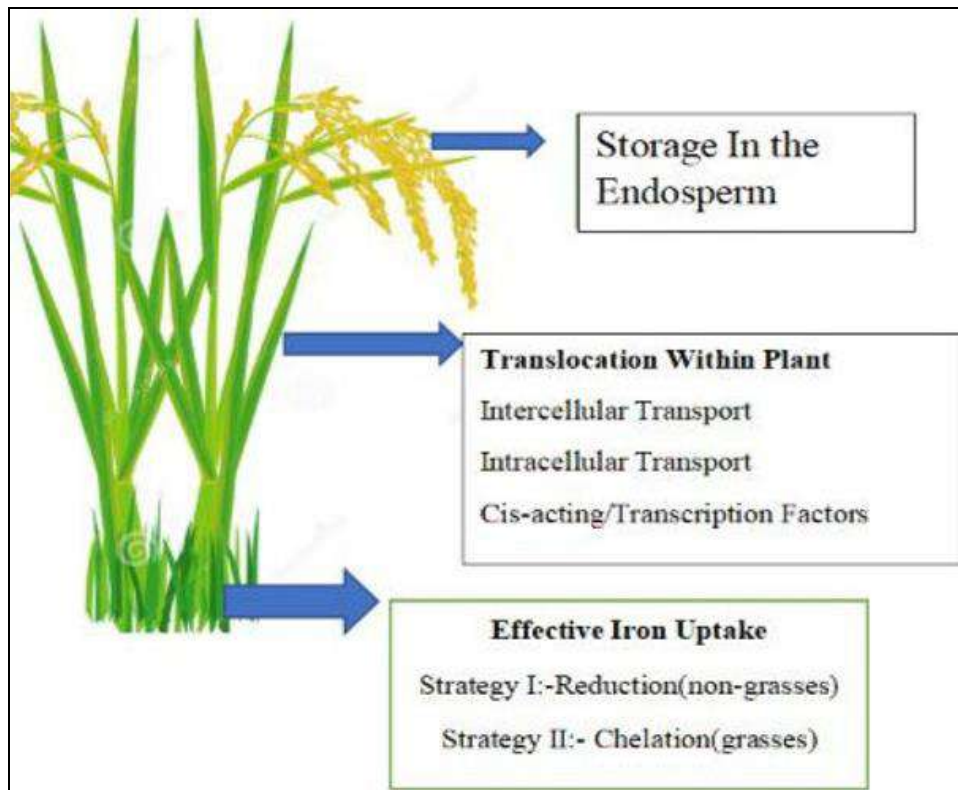 Storage In the
Endosperm
Translocation Within Plant
Intercellular Transport
Intracellular Transport
Cis-acting/Transcription Factors
Effective Iron Uptake
Strategy I:-Reduction(non-grasses)
Strategy II:- Chelation(grasses)